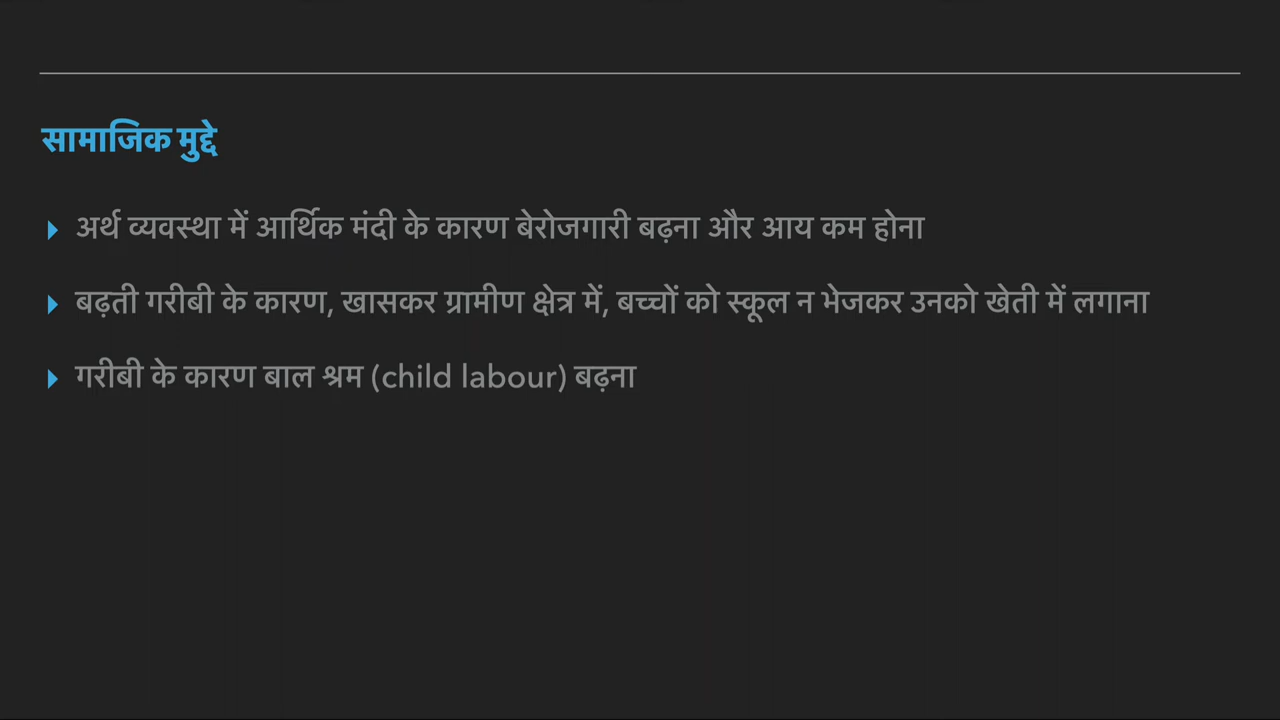 सामाजिक मुद्दे
अर्थ व्यवस्था में आर्थिक मंदी के कारण बेरोजगारी बढ़ना और आय कम होना
बढ़ती गरीबी के कारण, खासकर ग्रामीण क्षेत्र में, बच्चों को स्कूल न भेजकर उनको खेती में लगाना
गरीबी के कारण बाल श्रम (child labour) बढ़ना